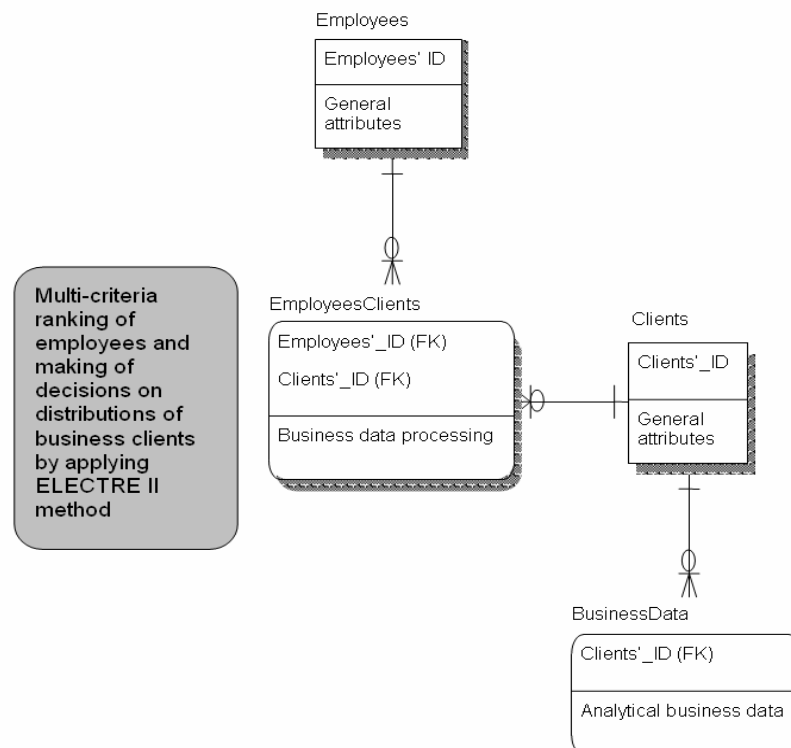 Employees
Employees' ID
General
attributes
Multi-criteria
ranking of
employees and
making of
decisions on
distributions of
business clients
by applying
ELECTRE II
method
EmployeesClients
Employees'_ID (FK)
Clients'_ID (FK)
Business data processing
Clients
Clients'_ID
General
attributes
BusinessData
Clients'_ID (FK)
Analytical business data